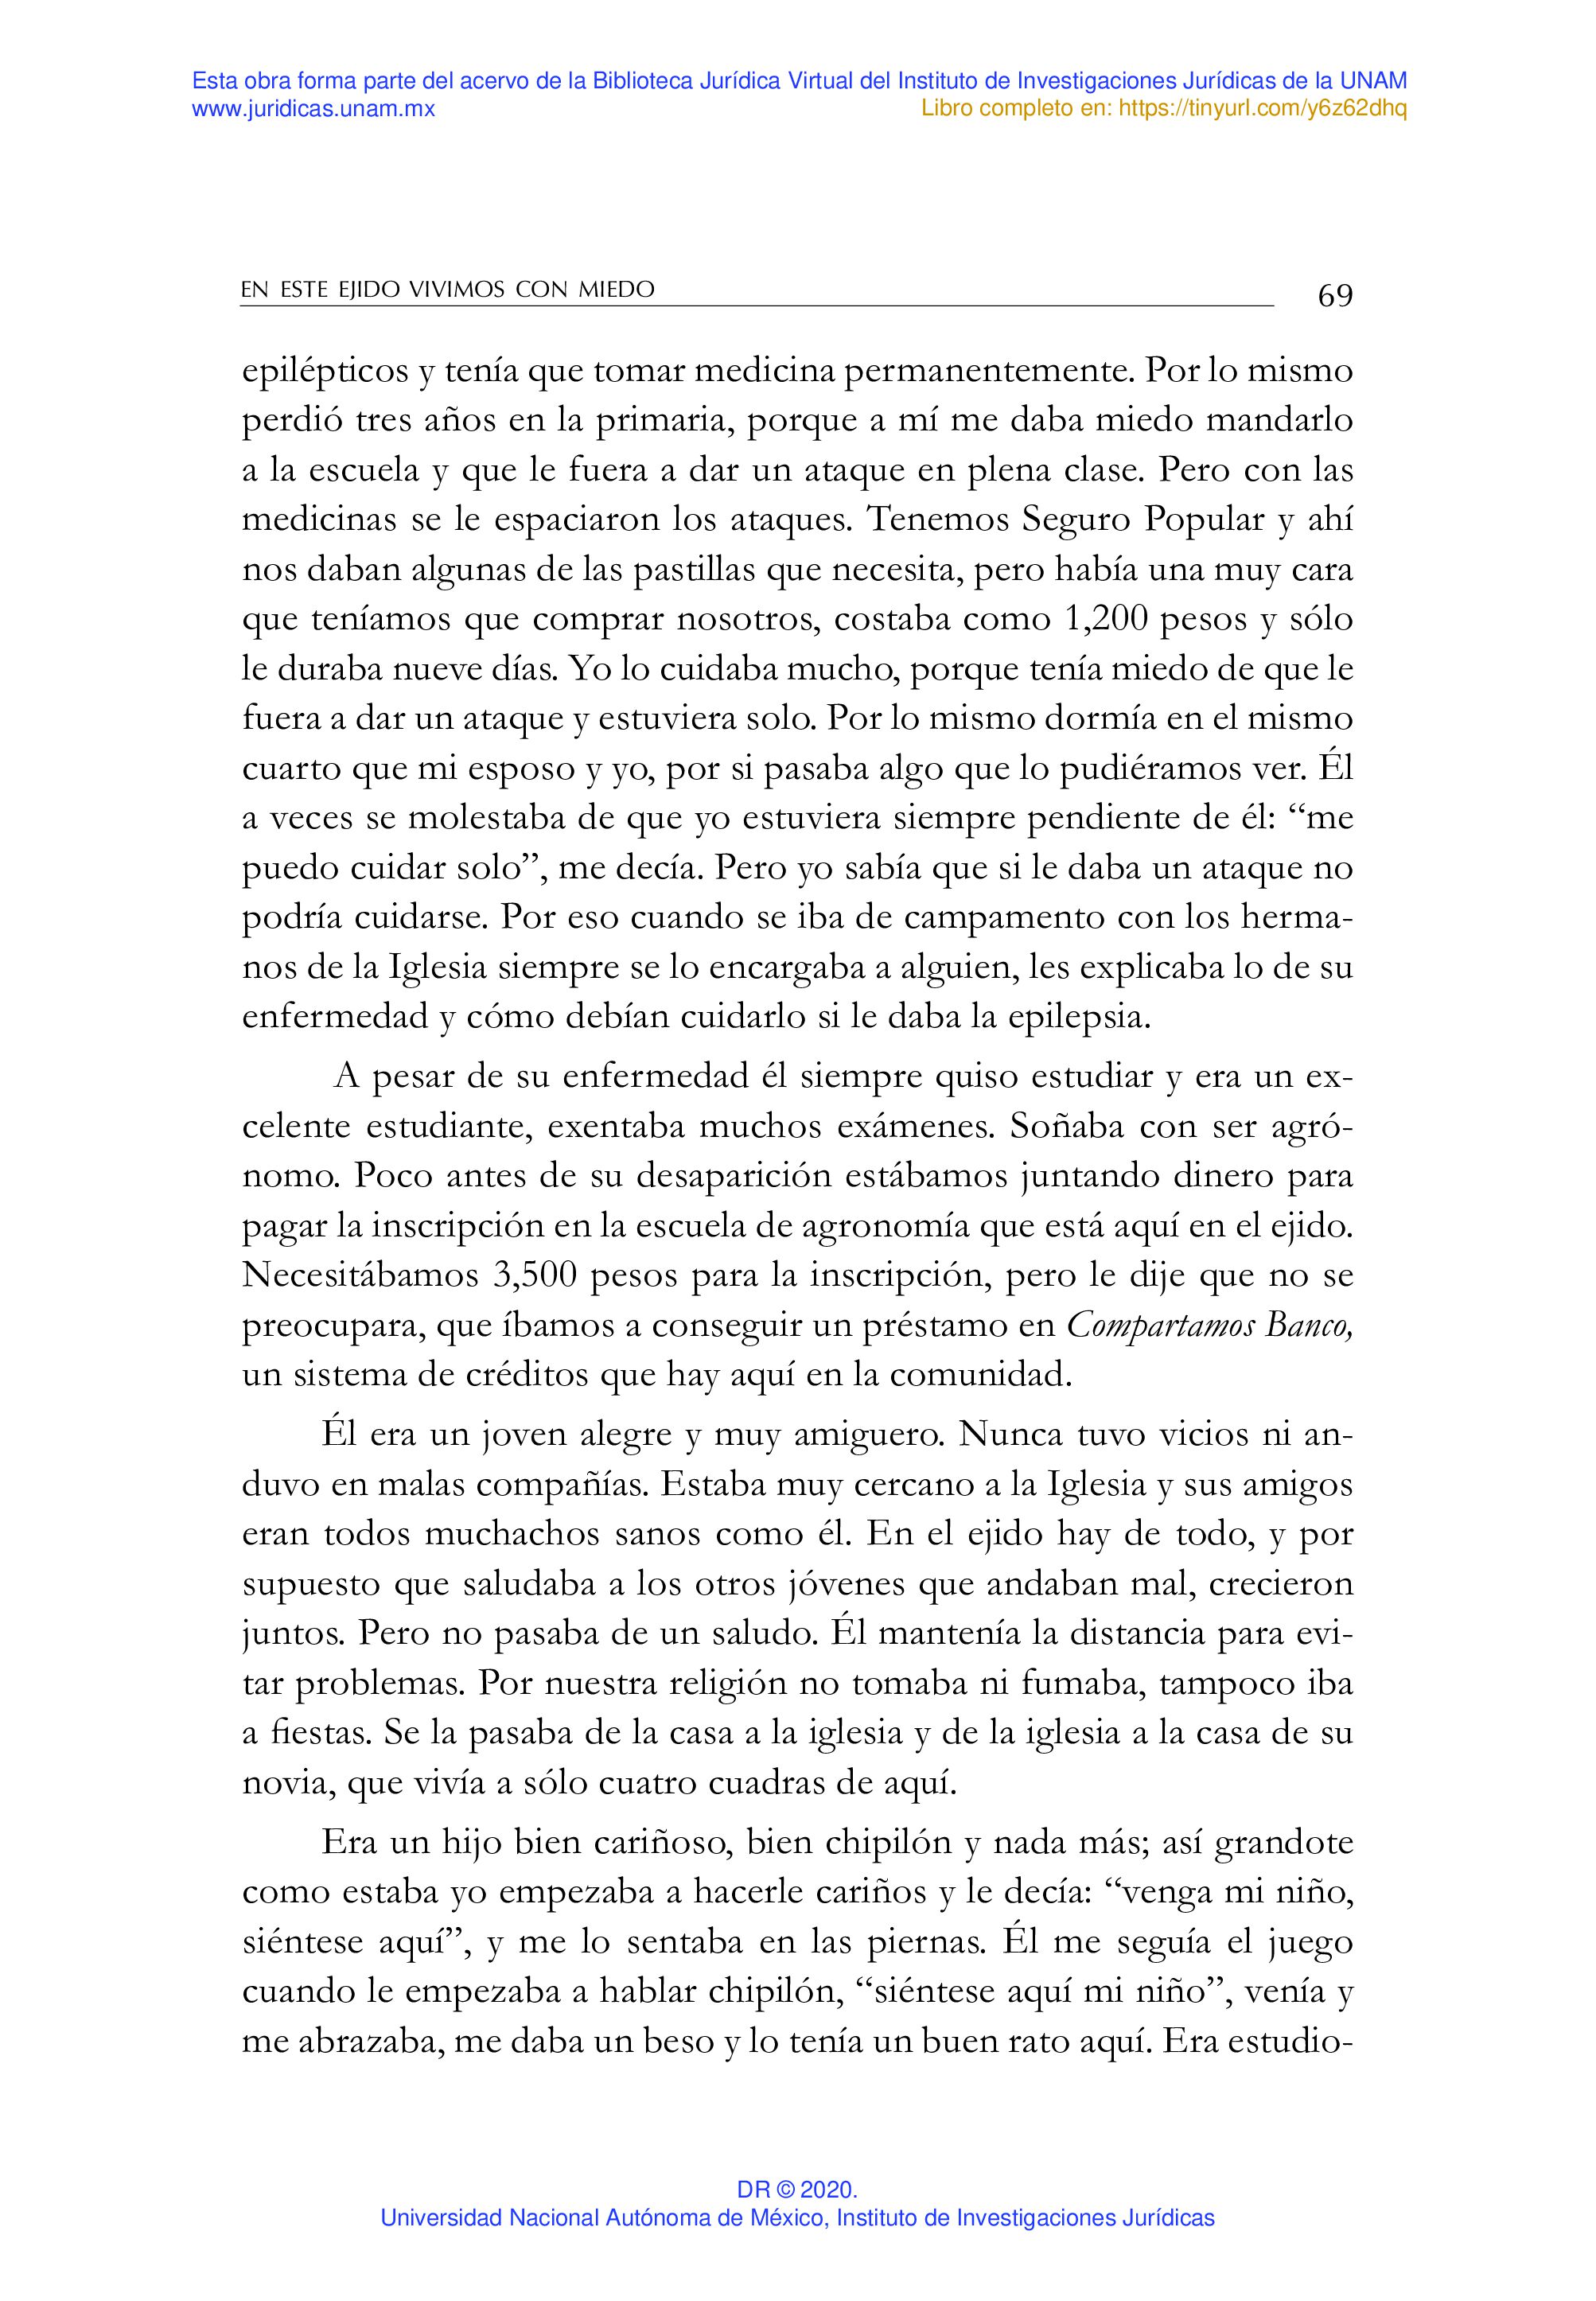 Esta obra forma parte del acervo de la Biblioteca Jurídica Virtual del Instituto de Investigaciones Jurídicas de la UNAM
www.juridicas.unam.mx
Libro completo en: https://tinyurl.com/y6z62dhq
EN ESTE EJIDO VIVIMOS CON MIEDO
69
epilépticos y tenía que tomar medicina permanentemente. Por lo mismo
perdió tres años en la primaria, porque a mí me daba miedo mandarlo
a la escuela y que le fuera a dar un ataque en plena clase. Pero con las
medicinas se le espaciaron los ataques. Tenemos Seguro Popular y ahí
nos daban algunas de las pastillas que necesita, pero había una muy cara
que teníamos que comprar nosotros, costaba como 1,200 pesos y sólo
le duraba nueve días. Yo lo cuidaba mucho, porque tenía miedo de que le
fuera a dar un ataque y estuviera solo. Por lo mismo dormía en el mismo
cuarto que mi esposo y yo, por si pasaba algo que lo pudiéramos ver. Él
a veces se molestaba de que yo estuviera siempre pendiente de él: “me
puedo cuidar solo”, me decía. Pero yo sabía que si le daba un ataque no
podría cuidarse. Por eso cuando se iba de campamento con los herma-
nos de la Iglesia siempre se lo encargaba a alguien, les explicaba lo de su
enfermedad y cómo debían cuidarlo si le daba la epilepsia.
A pesar de su enfermedad él siempre quiso estudiar y era un ex-
celente estudiante, exentaba muchos exámenes. Soñaba con ser agró-
nomo. Poco antes de su desaparición estábamos juntando dinero para
pagar la inscripción en la escuela de agronomía que está aquí en el ejido.
Necesitábamos 3,500 pesos para la inscripción, pero le dije que no se
preocupara, que íbamos a conseguir un préstamo en Compartamos Banco,
un sistema de créditos que hay aquí en la comunidad.
Él era un joven alegre y muy amiguero. Nunca tuvo vicios ni an-
duvo en malas compañías. Estaba muy cercano a la Iglesia y sus amigos
eran todos muchachos sanos como él. En el ejido hay de todo, y por
supuesto que saludaba a los otros jóvenes que andaban mal, crecieron
juntos. Pero no pasaba de un saludo. Él mantenía la distancia para evi-
tar problemas. Por nuestra religión no tomaba ni fumaba, tampoco iba
a fiestas. Se la pasaba de la casa a la iglesia y de la iglesia a la casa de su
novia, que vivía a sólo cuatro cuadras de aquí.
Era un hijo bien cariñoso, bien chipilón y nada más; así grandote
como estaba yo empezaba a hacerle cariños y le decía: “venga mi niño,
siéntese aquí”, y me lo sentaba en las piernas. Él me seguía el juego
cuando le empezaba a hablar chipilón, “siéntese aquí mi niño”, venía y
me abrazaba, me daba un beso y lo tenía un buen rato aquí. Era estudio-
DR © 2020.
Universidad Nacional Autónoma de México, Instituto de Investigaciones Jurídicas